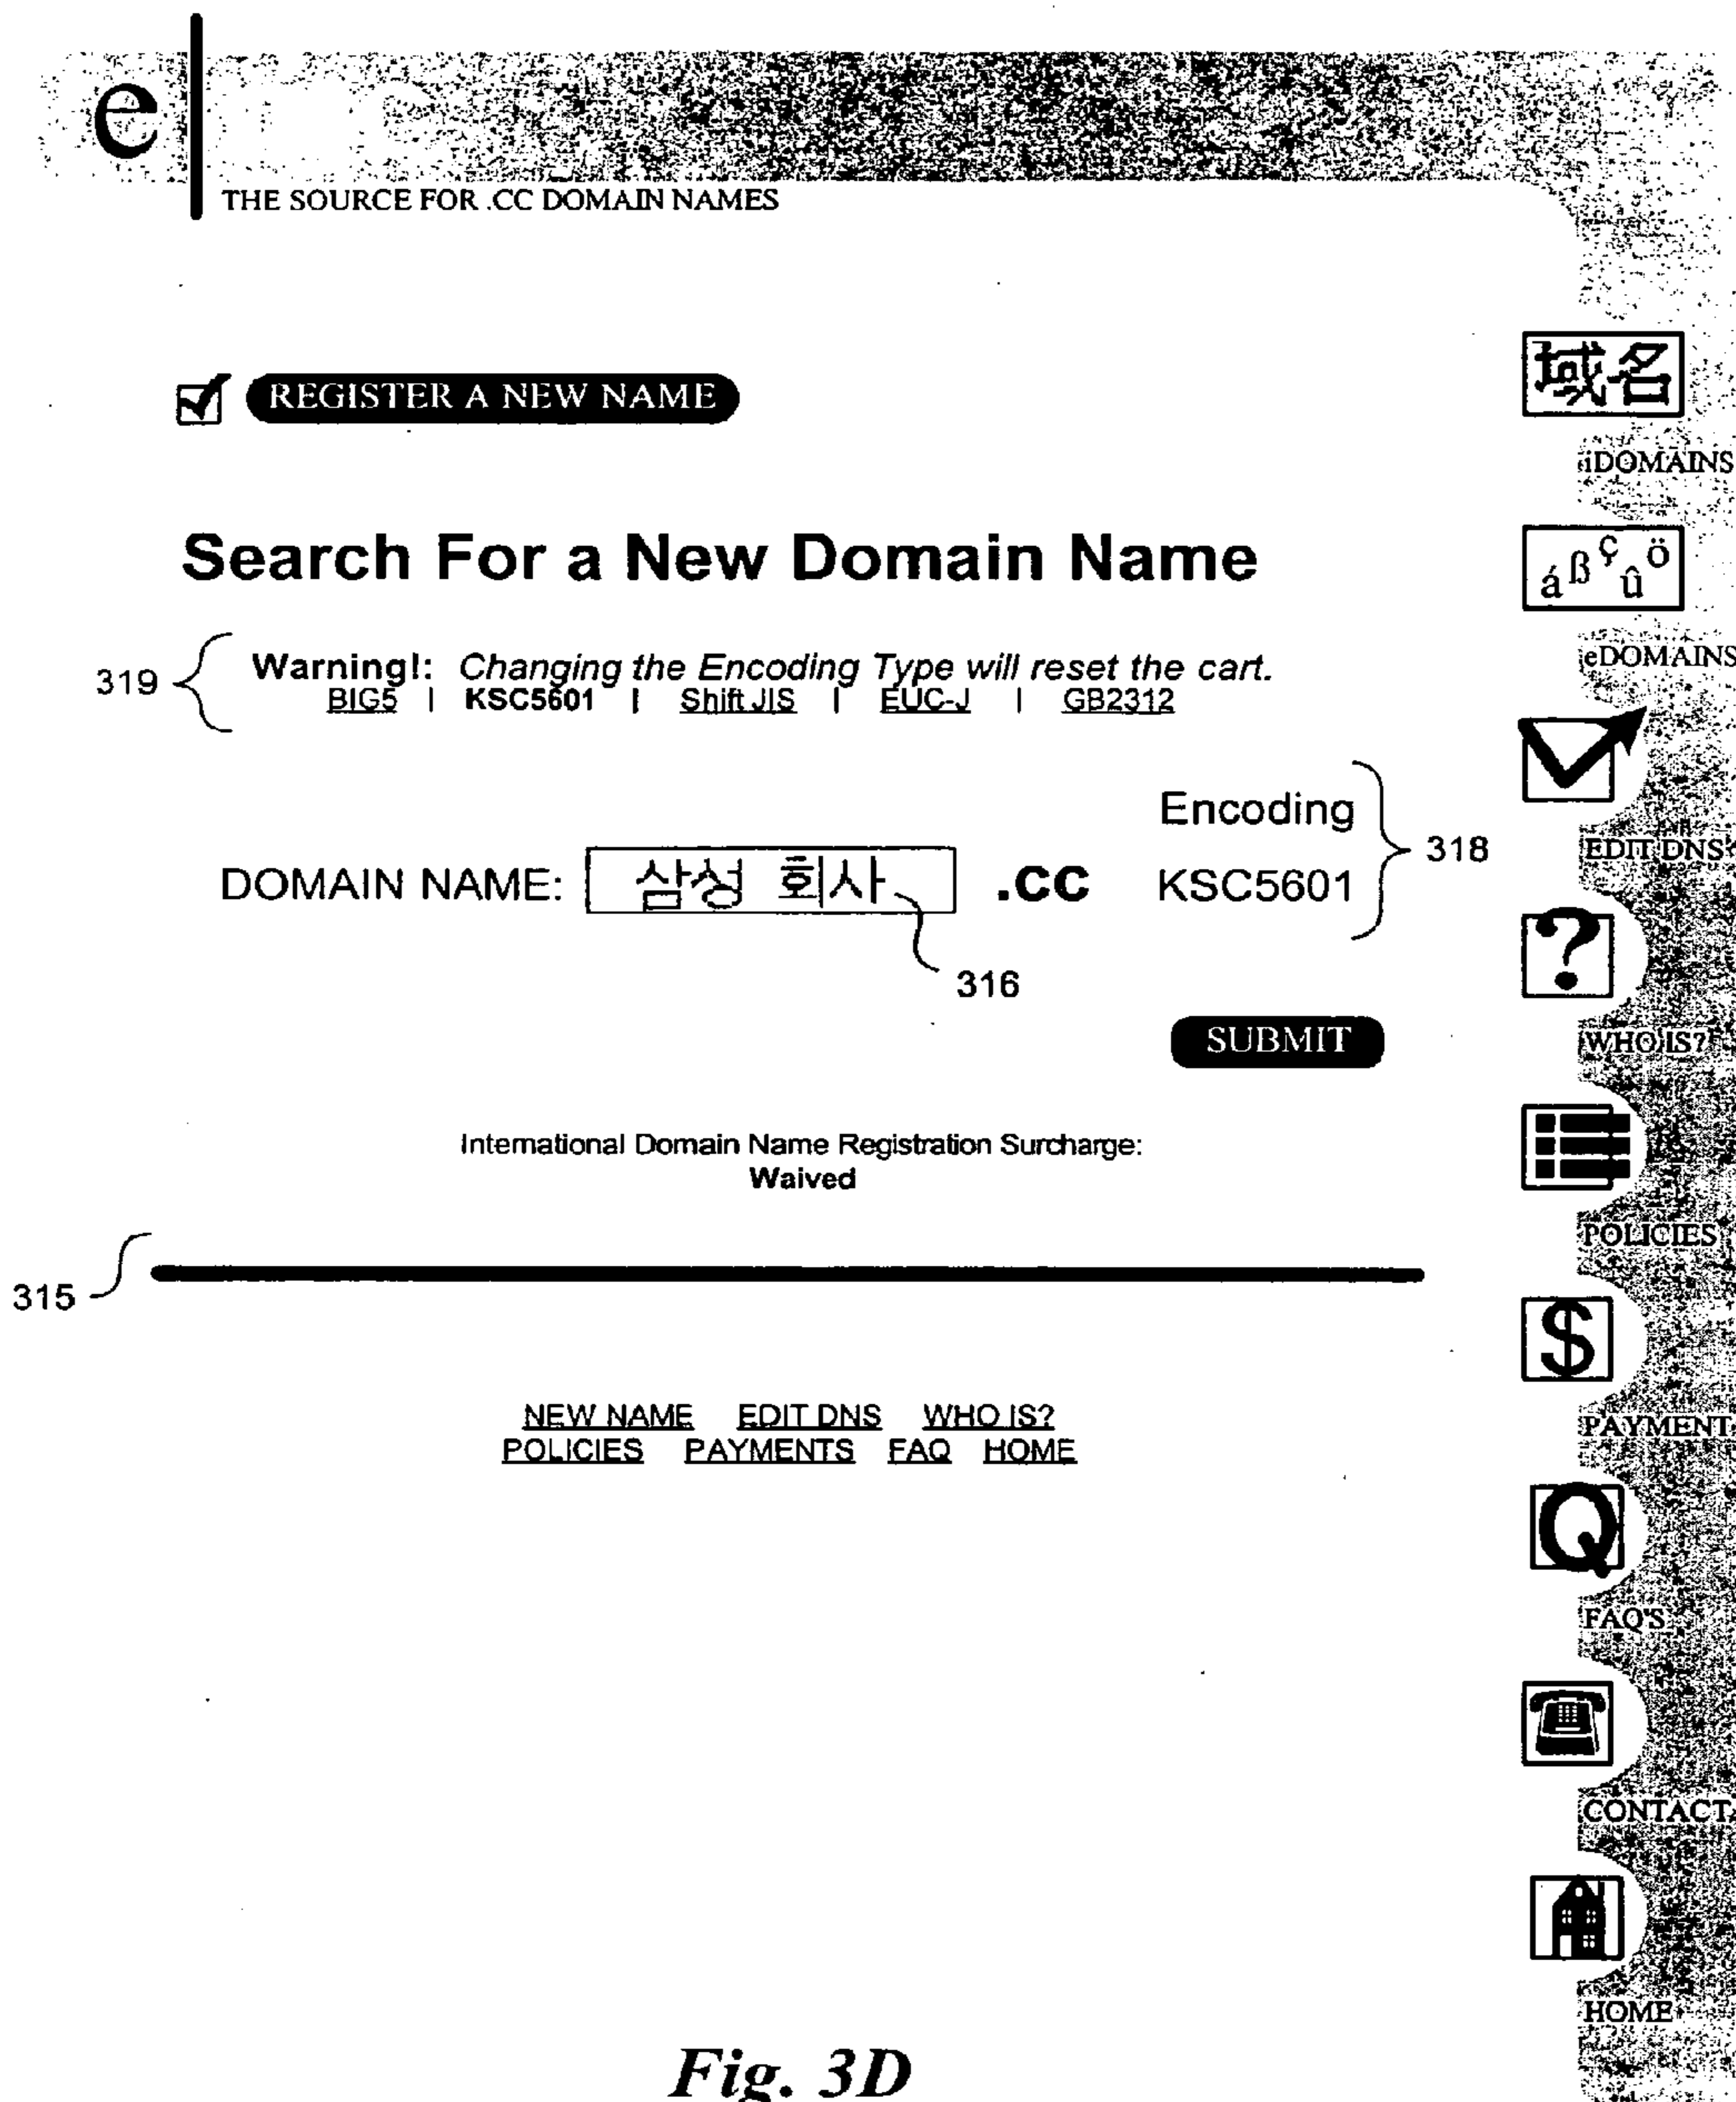 e
THE SOURCE FOR .CC DOMAIN NAMES
REGISTER A NEW NAME
Search For a New Domain Name
319
Warning!: Changing the Encoding Type will reset the cart.
BIG5 | KSC5601 | Shift JIS | EUC-J | GB2312
Encoding
318
DOMAIN NAME: 삼성 회사 .cc KSC5601
316
SUBMIT
International Domain Name Registration Surcharge:
Waived
315
NEW NAME EDIT DNS WHO IS?
POLICIES PAYMENTS FAQ HOME
域名
iDOMAINS
á ß ç û ö
eDOMAINS
EDIT DNS
?
WHO IS?
POLICIES
$
PAYMENT
Q
FAQ'S
CONTACT
HOME
Fig. 3D